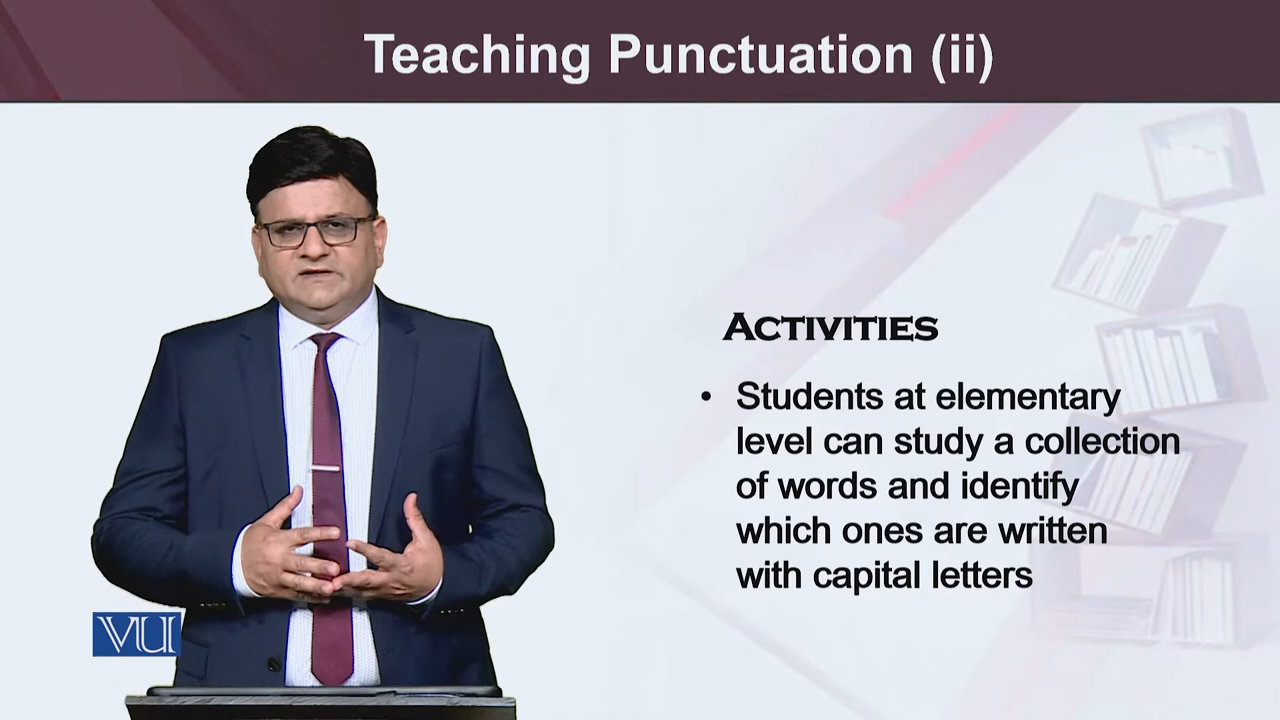 Teaching Punctuation (ii)
ACTIVITIES
• Students at elementary
level can study a collection
of words and identify
which ones are written
with capital letters
VU